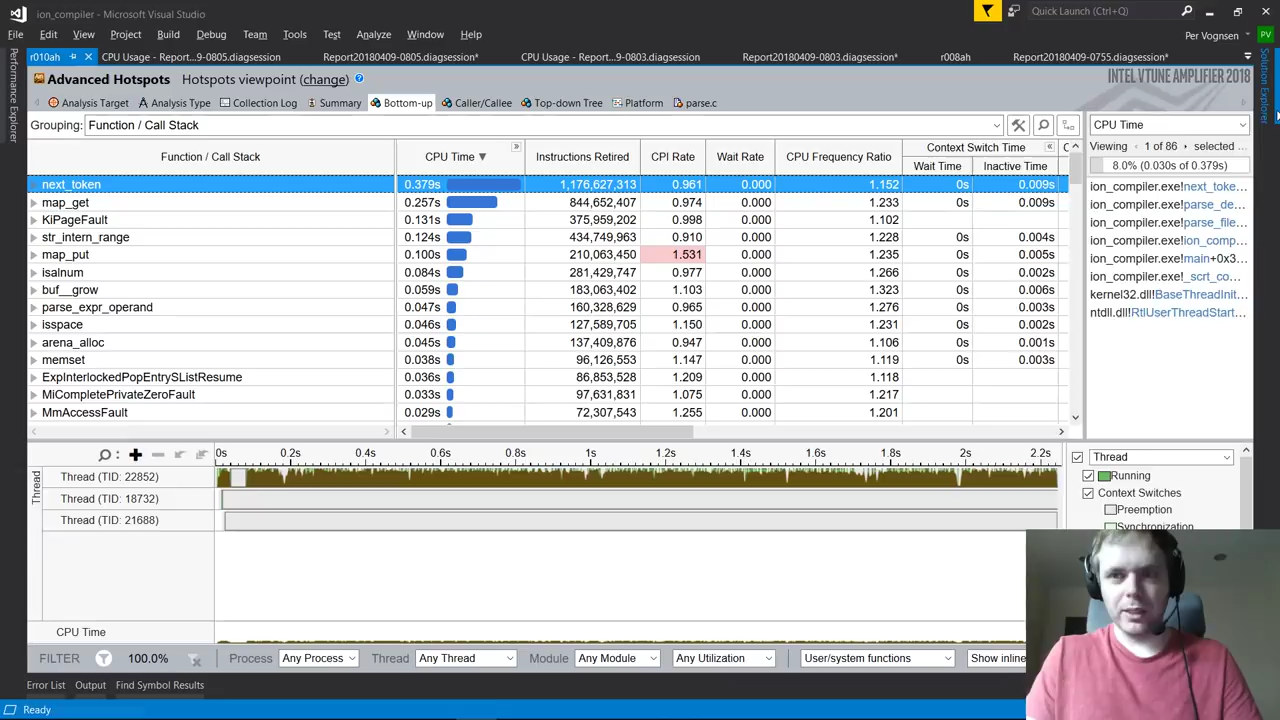 ion_compiler - Microsoft Visual Studio
Quick Launch (Ctrl+Q)
File Edit View Project Build Debug Team Tools Test Analyze Window Help
Per Vognsen PV
r010ah CPU Usage - Report...9-0805.diagsession Report20180409-0805.diagsession* CPU Usage - Report...9-0803.diagsession Report20180409-0803.diagsession* r008ah Report20180409-0755.diagsession*
Performance Explorer
Solution Explorer
Advanced Hotspots Hotspots viewpoint (change) ?
INTEL VTUNE AMPLIFIER 2018
Analysis Target Analysis Type Collection Log Summary Bottom-up Caller/Callee Top-down Tree Platform parse.c
Grouping: Function / Call Stack
CPU Time
Function / Call Stack CPU Time Instructions Retired CPI Rate Wait Rate CPU Frequency Ratio Context Switch Time
Wait Time Inactive Time
Viewing 1 of 86 selected ...
8.0% (0.030s of 0.379s)
next_token 0.379s 1,176,627,313 0.961 0.000 1.152 0s 0.009s
map_get 0.257s 844,652,407 0.974 0.000 1.233 0s 0.009s
KiPageFault 0.131s 375,959,202 0.998 0.000 1.102
str_intern_range 0.124s 434,749,963 0.910 0.000 1.228 0s 0.004s
map_put 0.100s 210,063,450 1.531 0.000 1.235 0s 0.005s
isalnum 0.084s 281,429,747 0.977 0.000 1.266 0s 0.002s
buf__grow 0.059s 183,063,402 1.103 0.000 1.323 0s 0.006s
parse_expr_operand 0.047s 160,328,629 0.965 0.000 1.276 0s 0.003s
isspace 0.046s 127,589,705 1.150 0.000 1.231 0s 0.002s
arena_alloc 0.045s 137,409,876 0.947 0.000 1.106 0s 0.001s
memset 0.038s 96,126,553 1.147 0.000 1.119 0s 0.003s
ExpInterlockedPopEntrySListResume 0.036s 86,853,528 1.209 0.000 1.118
MiCompletePrivateZeroFault 0.033s 97,631,831 1.075 0.000 1.217
MmAccessFault 0.029s 72,307,543 1.255 0.000 1.201
ion_compiler.exe!next_toke...
ion_compiler.exe!parse_de...
ion_compiler.exe!parse_file...
ion_compiler.exe!ion_comp...
ion_compiler.exe!main+0x3...
ion_compiler.exe!_scrt_co...
kernel32.dll!BaseThreadInit...
ntdll.dll!RtlUserThreadStart...
0s 0.2s 0.4s 0.6s 0.8s 1s 1.2s 1.4s 1.6s 1.8s 2s 2.2s
Thread
Thread (TID: 22852)
Thread (TID: 18732)
Thread (TID: 21688)
CPU Time
Thread
Running
Context Switches
Preemption
Synchronization
FILTER 100.0% Process Any Process Thread Any Thread Module Any Module Any Utilization User/system functions Show inline
Error List Output Find Symbol Results
Ready